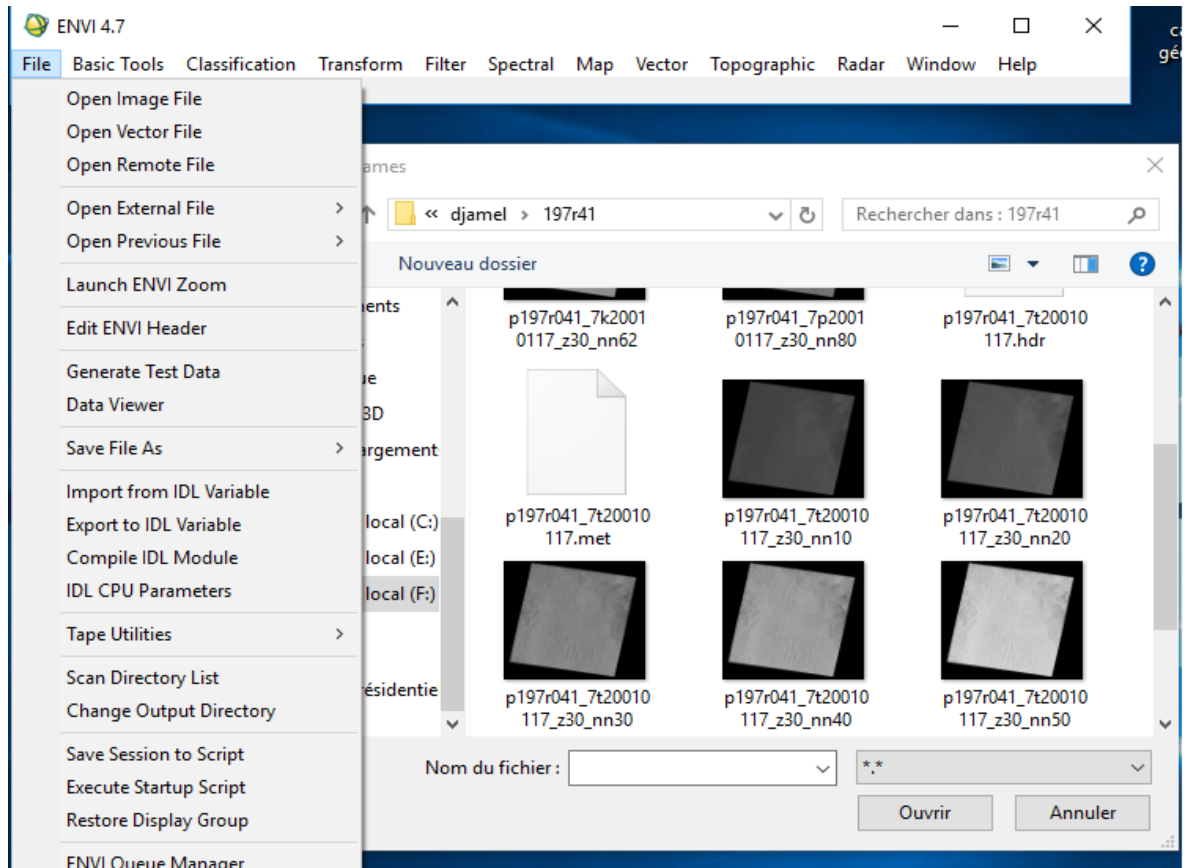 ENVI 4.7
File Basic Tools Classification Transform Filter Spectral Map Vector Topographic Radar Window Help
Open Image File
Open Vector File
Open Remote File
Open External File >
Open Previous File >
Launch ENVI Zoom
Edit ENVI Header
Generate Test Data
Data Viewer
Save File As >
Import from IDL Variable
Export to IDL Variable
Compile IDL Module
IDL CPU Parameters
Tape Utilities >
Scan Directory List
Change Output Directory
Save Session to Script
Execute Startup Script
Restore Display Group
ENVI Queue Manager
ames
« djamel > 197r41
Rechercher dans : 197r41
Nouveau dossier
ents
ue
3D
argement
local (C:)
local (E:)
local (F:)
résidentie
p197r041_7k2001
0117_z30_nn62
p197r041_7p2001
0117_z30_nn80
p197r041_7t20010
117.hdr
p197r041_7t20010
117.met
p197r041_7t20010
117_z30_nn10
p197r041_7t20010
117_z30_nn20
p197r041_7t20010
117_z30_nn30
p197r041_7t20010
117_z30_nn40
p197r041_7t20010
117_z30_nn50
Nom du fichier :
*.*
Ouvrir Annuler